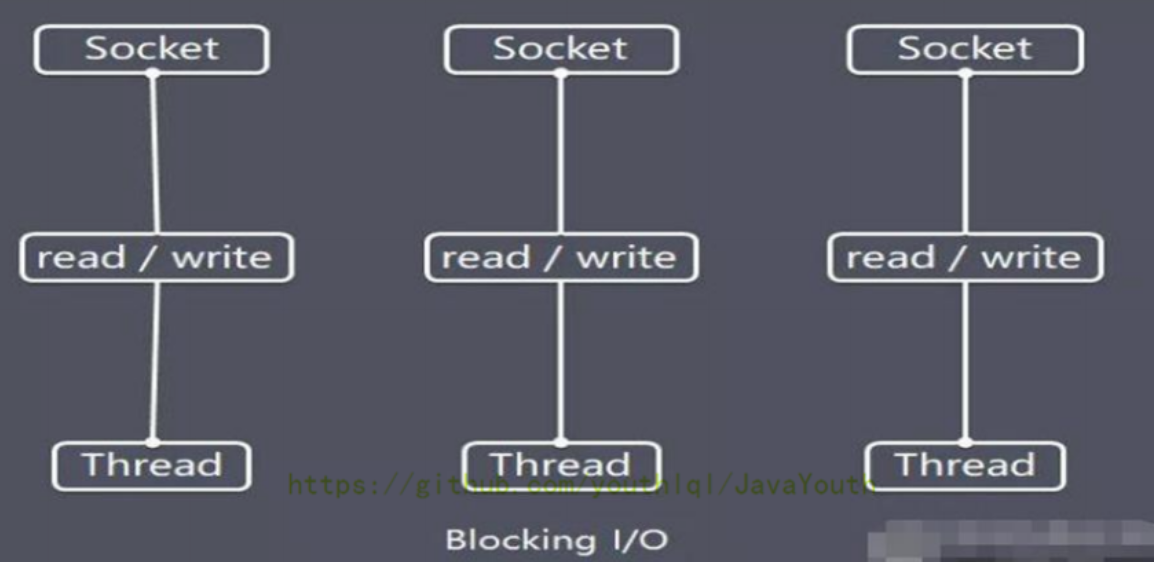 Socket Socket Socket
read / write read / write read / write
Thread Thread Thread
https://github.com/youthlql/JavaYouth
Blocking I/O